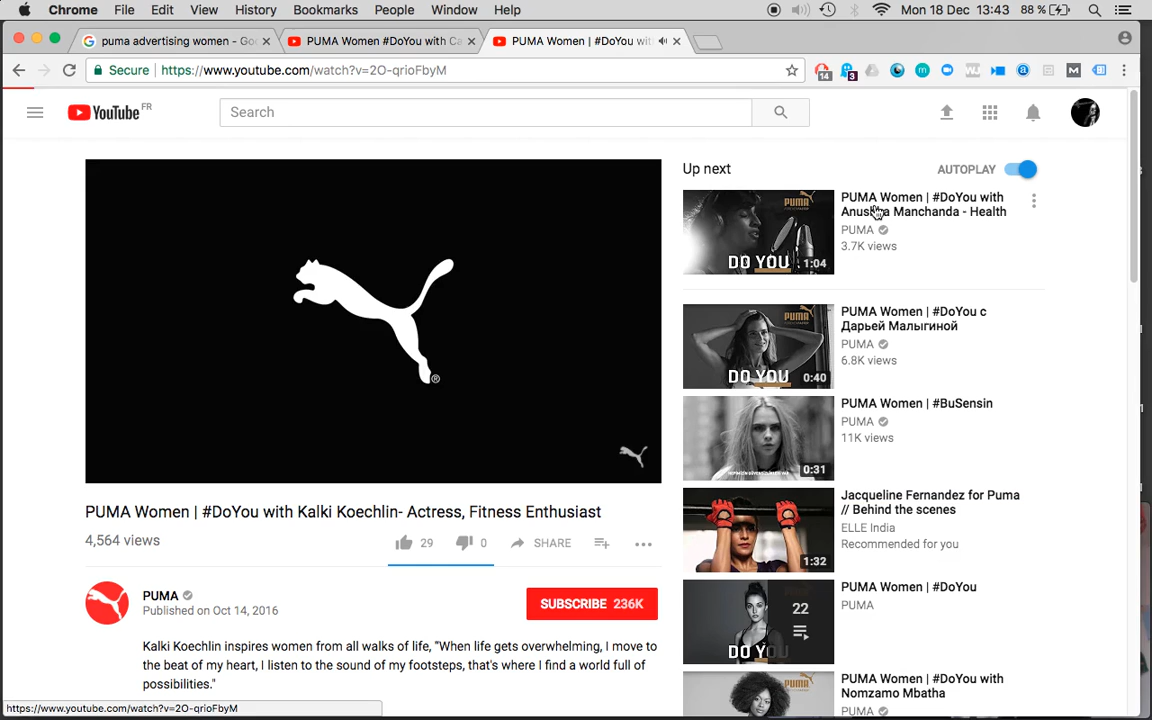 Chrome File Edit View History Bookmarks People Window Help Mon 18 Dec 13:43 88 %
puma advertising women - Goo
PUMA Women #DoYou with Ca
PUMA Women | #DoYou wit
Secure | https://www.youtube.com/watch?v=2O-qrioFbyM
14
3
YouTube FR
Search
Up next
AUTOPLAY
PUMA
DO YOU
1:04
PUMA Women | #DoYou with
Anushka Manchanda - Health
PUMA
3.7K views
PUMA
DO YOU
0:40
PUMA Women | #DoYou с
Дарьей Малыгиной
PUMA
6.8K views
0:31
PUMA Women | #BuSensin
PUMA
11K views
1:32
Jacqueline Fernandez for Puma
// Behind the scenes
ELLE India
Recommended for you
22
DO YOU
PUMA Women | #DoYou
PUMA
PUMA
PUMA Women | #DoYou with
Nomzamo Mbatha
PUMA
®
PUMA Women | #DoYou with Kalki Koechlin- Actress, Fitness Enthusiast
4,564 views
29
0
SHARE
PUMA
Published on Oct 14, 2016
SUBSCRIBE 236K
Kalki Koechlin inspires women from all walks of life, "When life gets overwhelming, I move to
the beat of my heart, I listen to the sound of my footsteps, that's where I find a world full of
possibilities."
https://www.youtube.com/watch?v=2O-qrioFbyM